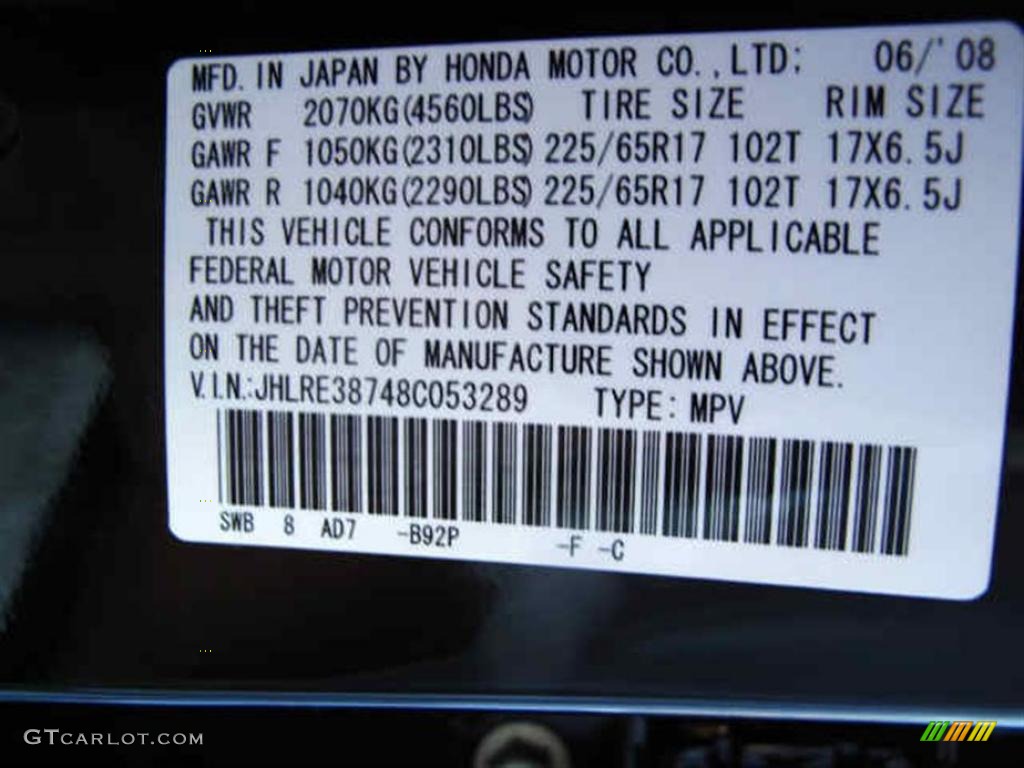 MFD. IN JAPAN BY HONDA MOTOR CO.,LTD: 06/'08
GVWR 2070KG(4560LBS) TIRE SIZE RIM SIZE
GAWR F 1050KG(2310LBS) 225/65R17 102T 17X6.5J
GAWR R 1040KG(2290LBS) 225/65R17 102T 17X6.5J
THIS VEHICLE CONFORMS TO ALL APPLICABLE
FEDERAL MOTOR VEHICLE SAFETY
AND THEFT PREVENTION STANDARDS IN EFFECT
ON THE DATE OF MANUFACTURE SHOWN ABOVE.
V.I.N.:JHLRE38748C053289 TYPE: MPV
SWB 8 AD7 -B92P -F -C
GTCARLOT.COM